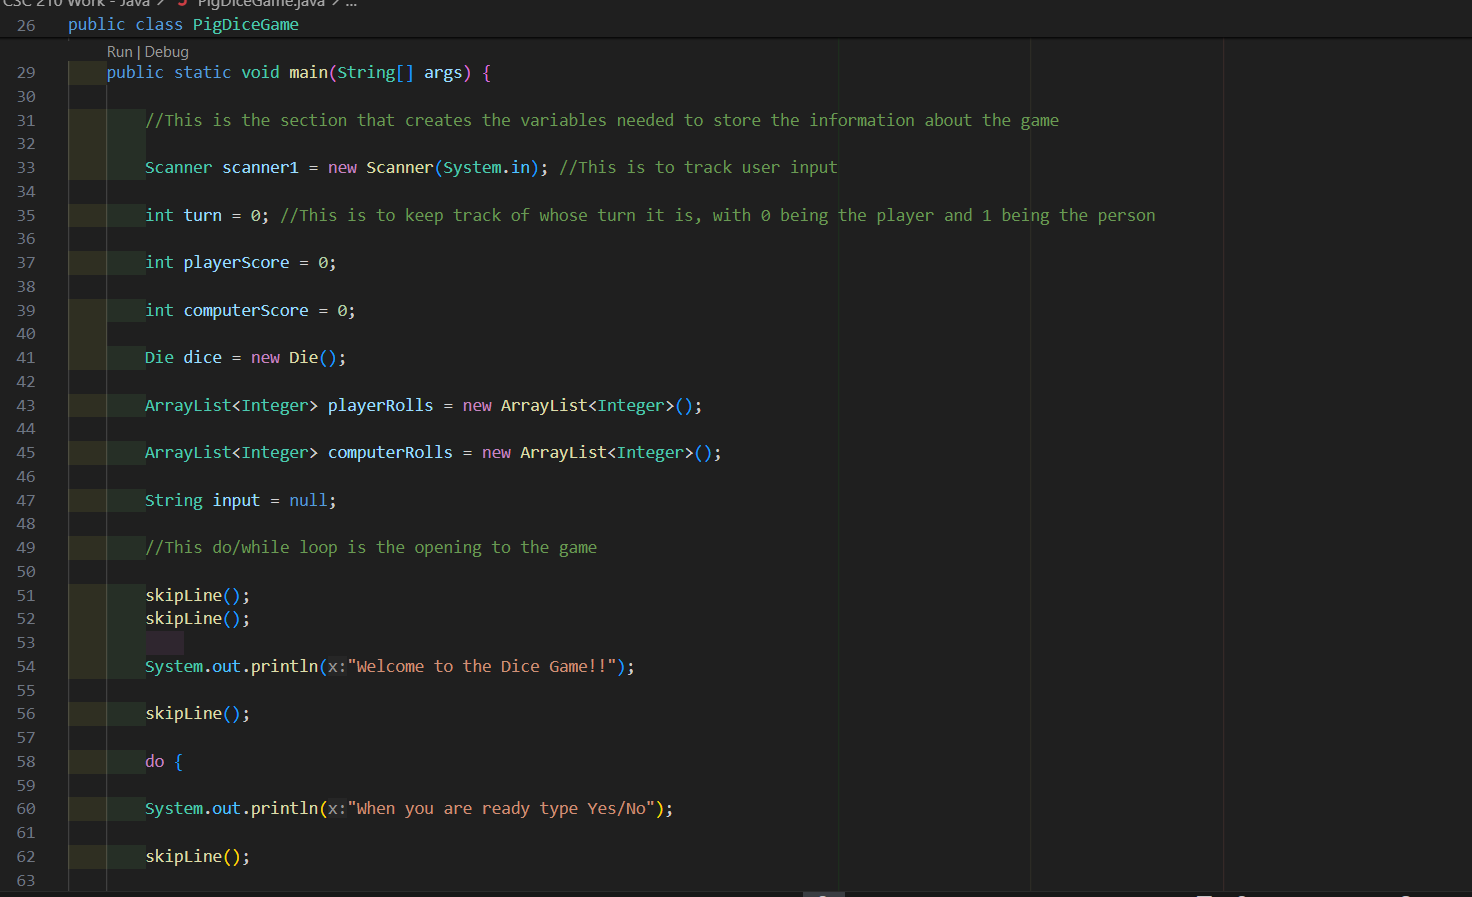 CSC 210 Work - Java > J PigDiceGame.java > ...
26 public class PigDiceGame
Run | Debug
29 public static void main(String[] args) {
30
31 //This is the section that creates the variables needed to store the information about the game
32
33 Scanner scanner1 = new Scanner(System.in); //This is to track user input
34
35 int turn = 0; //This is to keep track of whose turn it is, with 0 being the player and 1 being the person
36
37 int playerScore = 0;
38
39 int computerScore = 0;
40
41 Die dice = new Die();
42
43 ArrayList<Integer> playerRolls = new ArrayList<Integer>();
44
45 ArrayList<Integer> computerRolls = new ArrayList<Integer>();
46
47 String input = null;
48
49 //This do/while loop is the opening to the game
50
51 skipLine();
52 skipLine();
53
54 System.out.println(x:"Welcome to the Dice Game!!");
55
56 skipLine();
57
58 do {
59
60 System.out.println(x:"When you are ready type Yes/No");
61
62 skipLine();
63